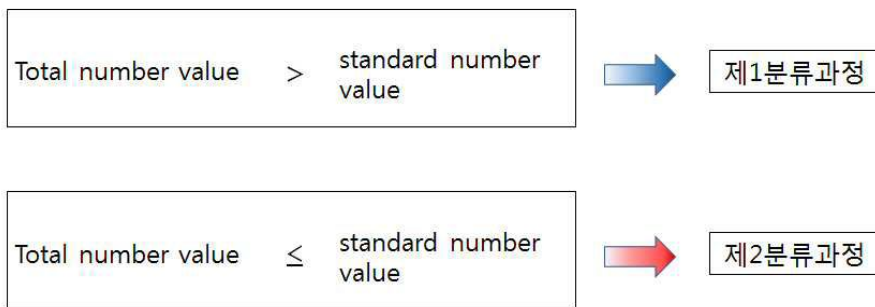 Total number value > standard number
value
제1분류과정
Total number value ≤ standard number
value
제2분류과정